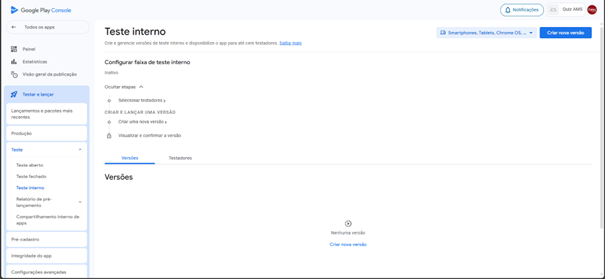 Google Play Console
Notificações
Quiz AMS
Todos os apps
Teste interno
Smartphones, Tablets, Chrome OS, ...
Criar nova versão
Crie e gerencie versões de teste interno e disponibilize o app para até cem testadores. Saiba mais
Painel
Estatísticas
Visão geral da publicação
Testar e lançar
Lançamentos e pacotes mais recentes
Produção
Teste
Teste aberto
Teste fechado
Teste interno
Relatório de pré-lançamento
Compartilhamento interno de apps
Pré-cadastro
Integridade do app
Configurações avançadas
Configurar faixa de teste interno
Inativo
Ocultar etapas
Selecionar testadores
CRIAR E LANÇAR UMA VERSÃO
Criar uma nova versão
Visualizar e confirmar a versão
Versões
Testadores
Versões
Nenhuma versão
Criar nova versão